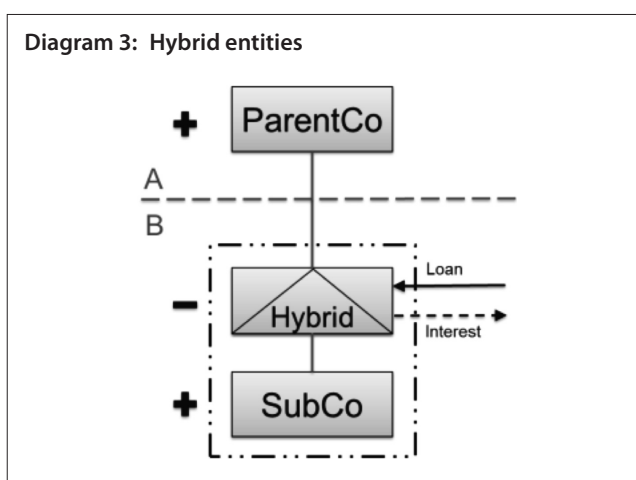 Diagram 3: Hybrid entities
+
ParentCo
A
B
Loan
−
Hybrid
Interest
+
SubCo